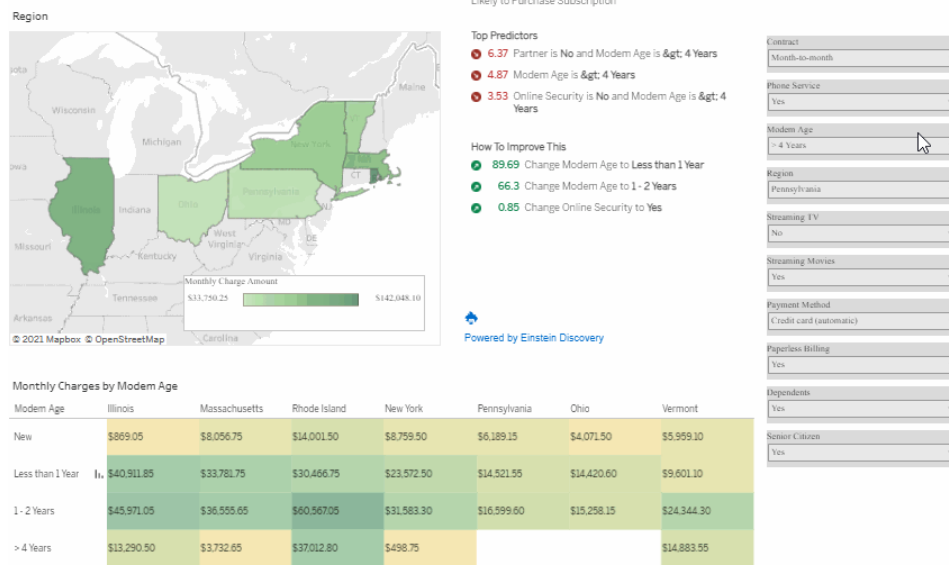 Likely to Purchase Subscription
Region
Top Predictors
6.37 Partner is No and Modem Age is &gt; 4 Years
4.87 Modem Age is &gt; 4 Years
3.53 Online Security is No and Modem Age is &gt; 4
Years
How To Improve This
89.69 Change Modem Age to Less than 1 Year
66.3 Change Modem Age to 1 - 2 Years
0.85 Change Online Security to Yes
Powered by Einstein Discovery
Contract
Month-to-month
Phone Service
Yes
Modem Age
> 4 Years
Region
Pennsylvania
Streaming TV
No
Streaming Movies
Yes
Payment Method
Credit card (automatic)
Paperless Billing
Yes
Dependents
Yes
Senior Citizen
Yes
Maine
Wisconsin
VT
Michigan
New York
MA
CT
Illinois
Indiana
Ohio
Pennsylvania
NJ
MD
DE
West
Virginia
Missouri
Kentucky
Virginia
Tennessee
Arkansas
Carolina
Monthly Charge Amount
$33,750.25 $142,048.10
© 2021 Mapbox © OpenStreetMap
Monthly Charges by Modem Age
Modem Age Illinois Massachusetts Rhode Island New York Pennsylvania Ohio Vermont
New $869.05 $8,056.75 $14,001.50 $8,759.50 $6,189.15 $4,071.50 $5,959.10
Less than 1 Year $40,911.85 $33,781.75 $30,466.75 $23,572.50 $14,521.55 $14,420.60 $9,601.10
1 - 2 Years $45,971.05 $36,555.65 $60,567.05 $31,583.30 $16,599.60 $15,258.15 $24,344.30
> 4 Years $13,290.50 $3,732.65 $37,012.80 $498.75 $14,883.55